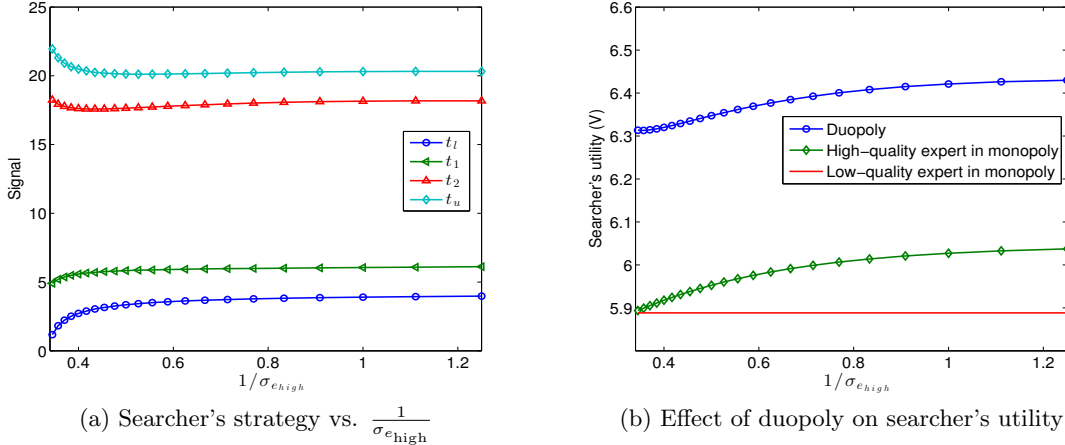 25
20
15
10
5
0
Signal
0.4 0.6 0.8 1 1.2
1/σ_{e_{high}}
t_l
t_1
t_2
t_u
(a) Searcher's strategy vs. \frac{1}{σ_{e_{high}}}
6.6
6.5
6.4
6.3
6.2
6.1
6
5.9
Searcher's utility (V)
0.4 0.6 0.8 1 1.2
1/σ_{e_{high}}
Duopoly
High-quality expert in monopoly
Low-quality expert in monopoly
(b) Effect of duopoly on searcher's utility